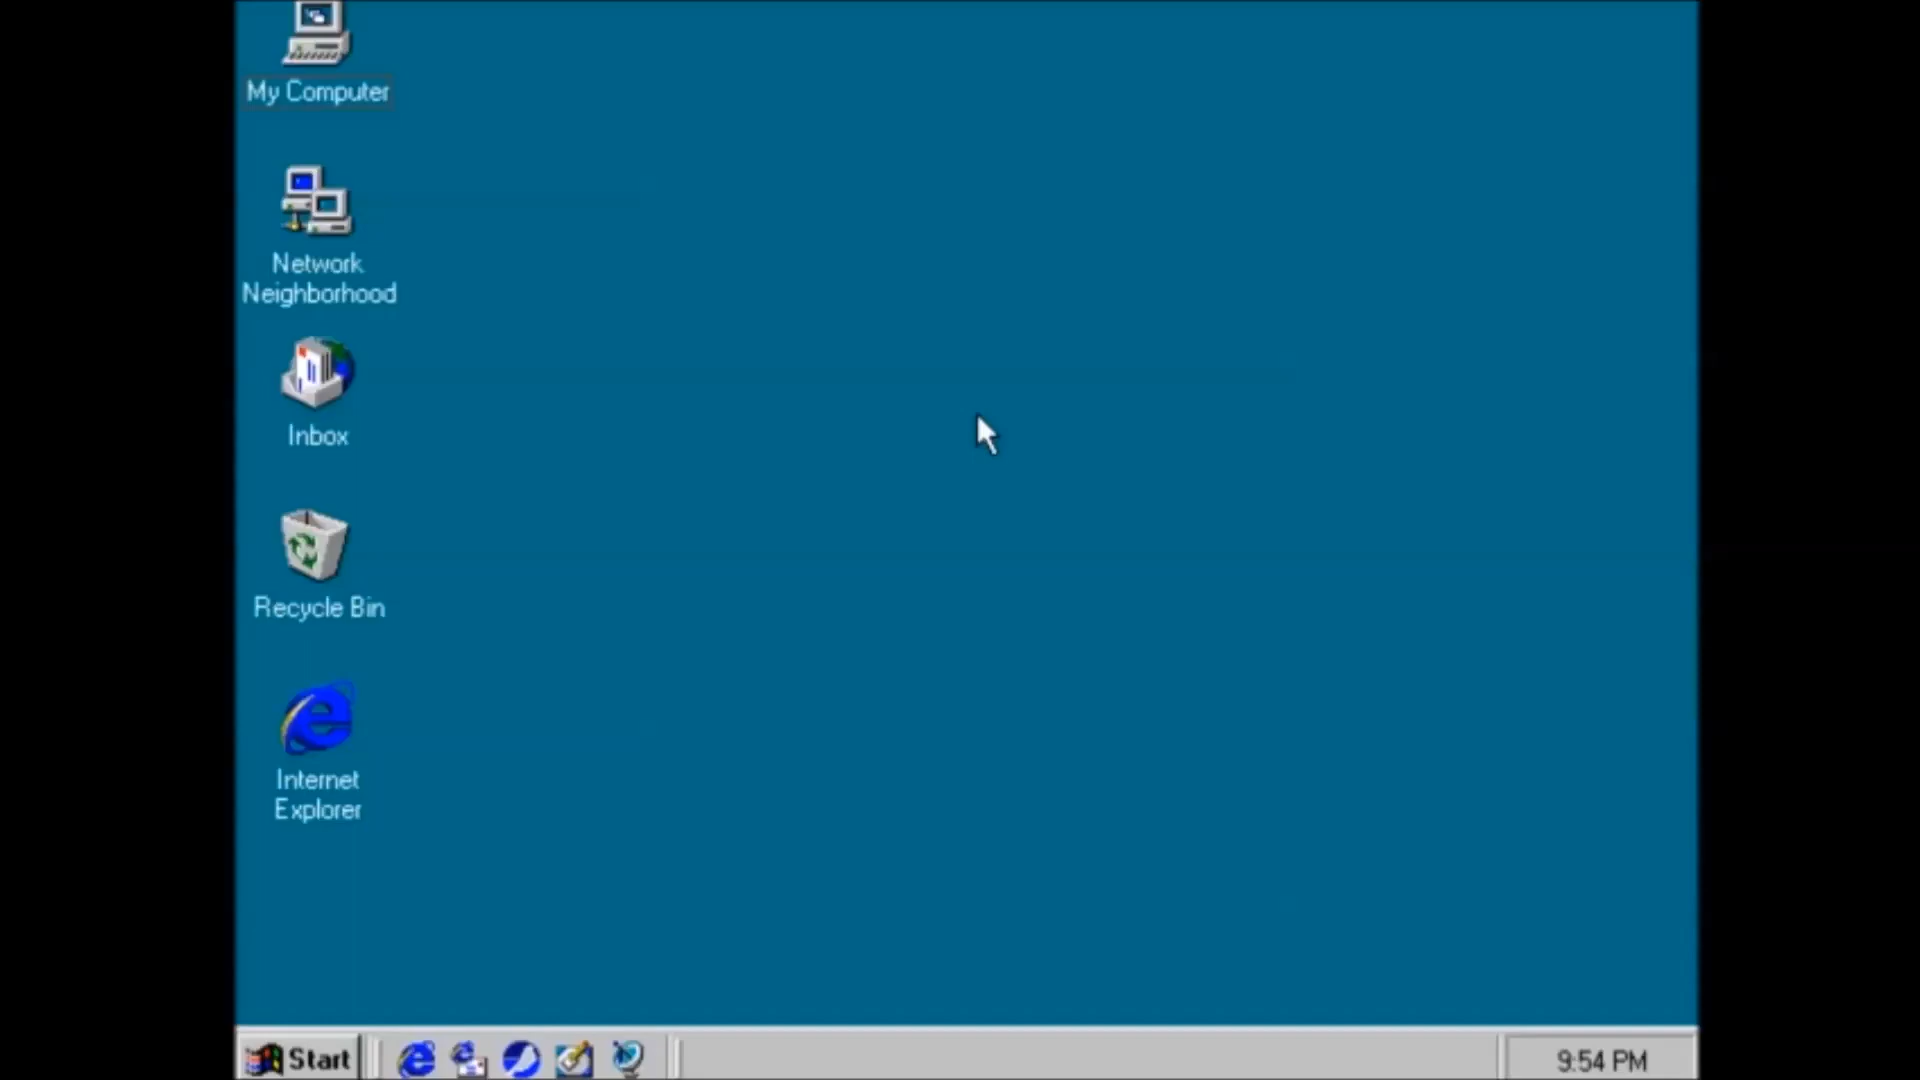 My Computer
Network
Neighborhood
Inbox
Recycle Bin
Internet
Explorer
Start
9:54 PM